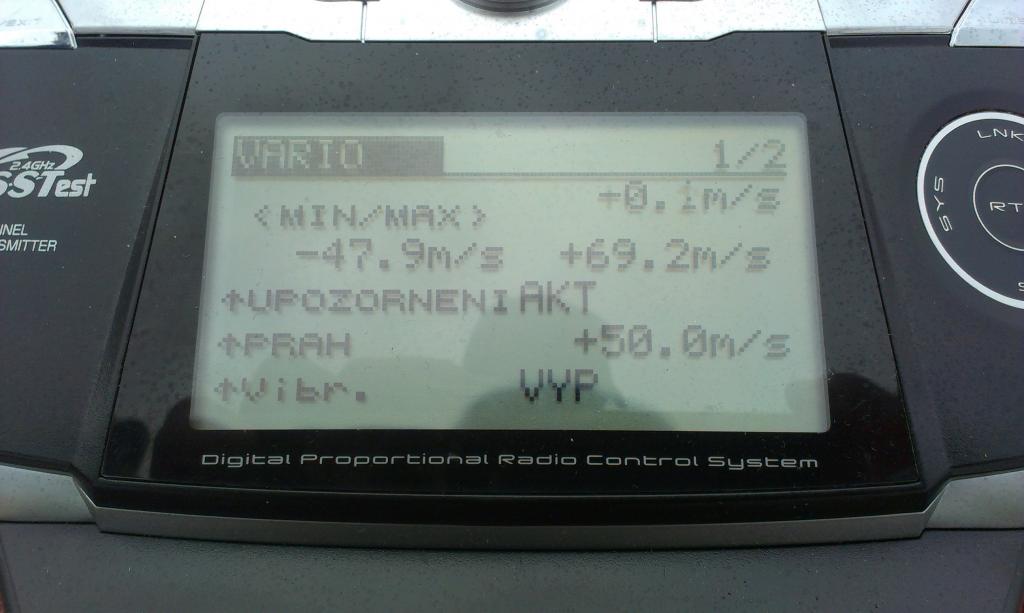 2.4GHz
SSTest
NNEL
SMITTER
VARIO 1/2
+0.1m/s
<MIN/MAX>
-47.9m/s +69.2m/s
↑UPOZORNENI AKT
↑PRAH +50.0m/s
↑Vibr. VYP
Digital Proportional Radio Control System
LNK
SYS
RT
S